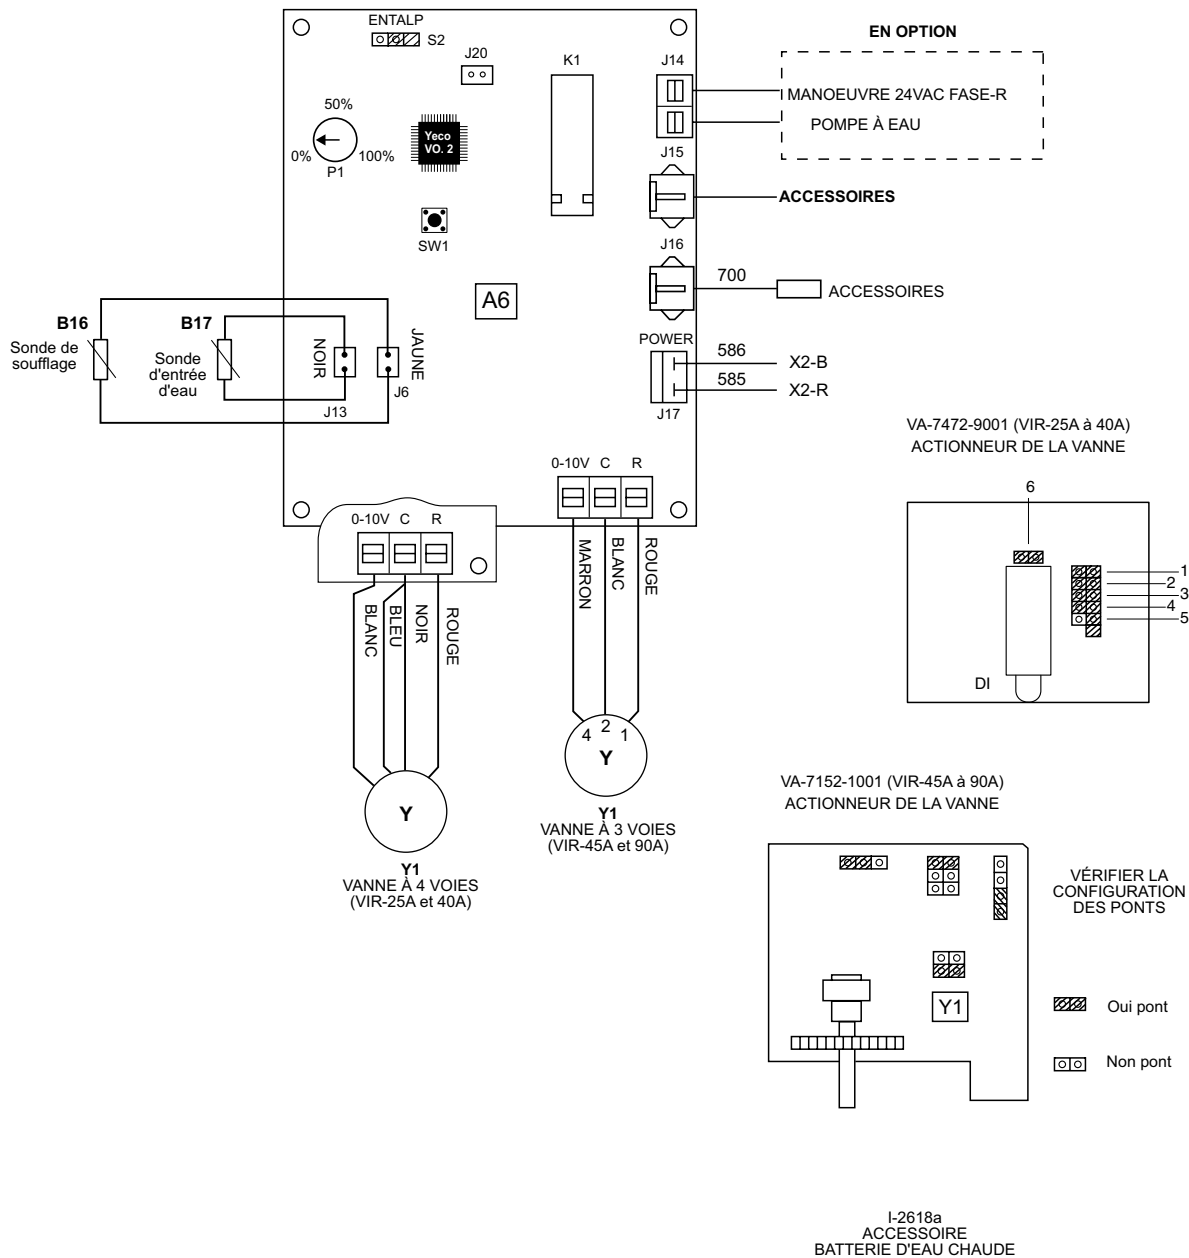 ENTALP
S2
J20
K1
J14
EN OPTION
MANOEUVRE 24VAC FASE-R
POMPE À EAU
50%
0%
100%
P1
Yeco
VO. 2
SW1
J15
ACCESSOIRES
J16
700
ACCESSOIRES
A6
B16
Sonde de
soufflage
B17
Sonde
d'entrée
d'eau
NOIR
JAUNE
J13
J6
POWER
586
X2-B
585
X2-R
J17
0-10V C R
MARRON
BLANC
ROUGE
4 2 1
Y
Y1
VANNE À 3 VOIES
(VIR-45A et 90A)
0-10V C R
BLANC
BLEU
NOIR
ROUGE
Y
Y1
VANNE À 4 VOIES
(VIR-25A et 40A)
VA-7472-9001 (VIR-25A à 40A)
ACTIONNEUR DE LA VANNE
6
1
2
3
4
5
DI
VA-7152-1001 (VIR-45A à 90A)
ACTIONNEUR DE LA VANNE
VÉRIFIER LA
CONFIGURATION
DES PONTS
Y1
Oui pont
Non pont
I-2618a
ACCESSOIRE
BATTERIE D'EAU CHAUDE